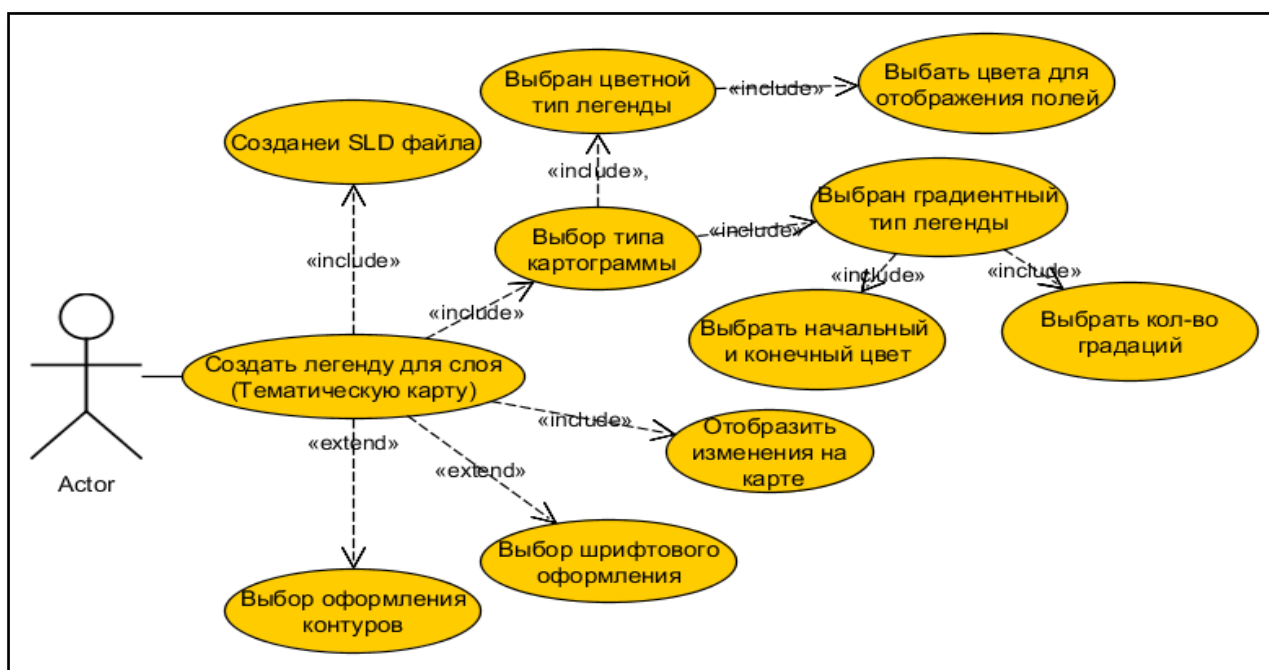 Выбран цветной
тип легенды
«include»
Выбать цвета для
отображения полей
Созданеи SLD файла
«include»,
Выбран градиентный
тип легенды
Выбор типа
картограммы
«include»
«include»
«include»
«include»
«include»
Выбрать начальный
и конечный цвет
Выбрать кол-во
градаций
Создать легенду для слоя
(Тематическую карту)
«include»
Отобразить
изменения на
карте
«extend»
«extend»
Actor
Выбор шрифтового
оформления
Выбор оформления
контуров